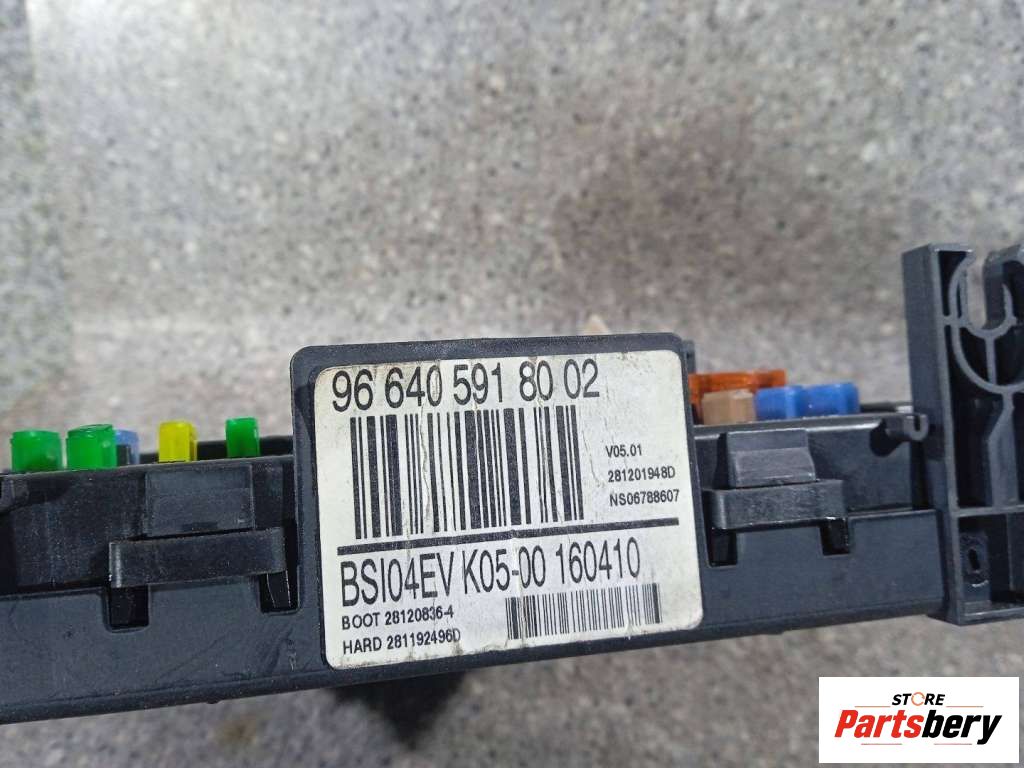 96 640 591 80 02
V05.01
281201948D
NS06788607
BSI04EV K05-00 160410
BOOT 28120836-4
HARD 281192496D
STORE
Partsbery